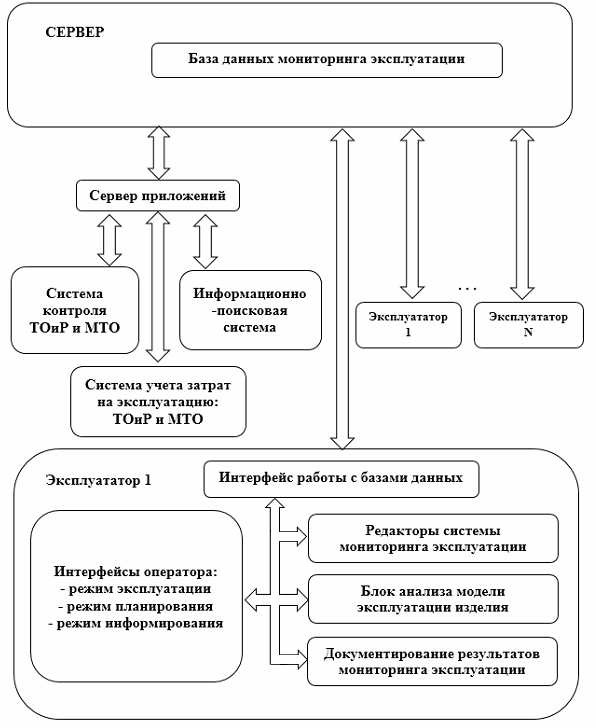 СЕРВЕР
База данных мониторинга эксплуатации
Сервер приложений
Система
контроля
ТОиР и МТО
Информационно
-поисковая
система
Эксплуататор
1
...
Эксплуататор
N
Система учета затрат
на эксплуатацию:
ТОиР и МТО
Эксплуататор 1
Интерфейс работы с базами данных
Интерфейсы оператора:
- режим эксплуатации
- режим планирования
- режим информирования
Редакторы системы
мониторинга эксплуатации
Блок анализа модели
эксплуатации изделия
Документирование результатов
мониторинга эксплуатации